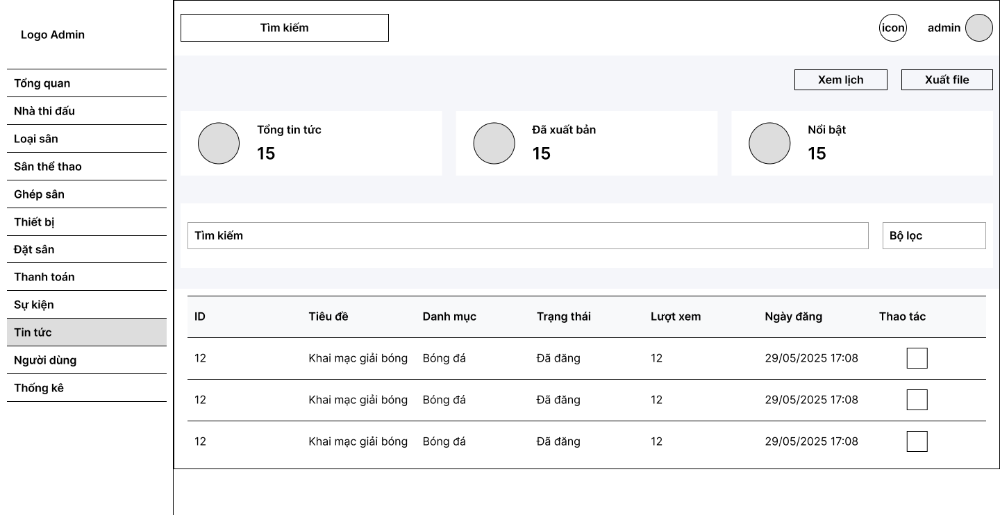 Logo Admin
Tổng quan
Nhà thi đấu
Loại sân
Sân thể thao
Ghép sân
Thiết bị
Đặt sân
Thanh toán
Sự kiện
Tin tức
Người dùng
Thống kê
Tìm kiếm
icon
admin
Xem lịch
Xuất file
Tổng tin tức
15
Đã xuất bản
15
Nổi bật
15
Tìm kiếm
Bộ lọc
ID Tiêu đề Danh mục Trạng thái Lượt xem Ngày đăng Thao tác
12 Khai mạc giải bóng Bóng đá Đã đăng 12 29/05/2025 17:08
12 Khai mạc giải bóng Bóng đá Đã đăng 12 29/05/2025 17:08
12 Khai mạc giải bóng Bóng đá Đã đăng 12 29/05/2025 17:08